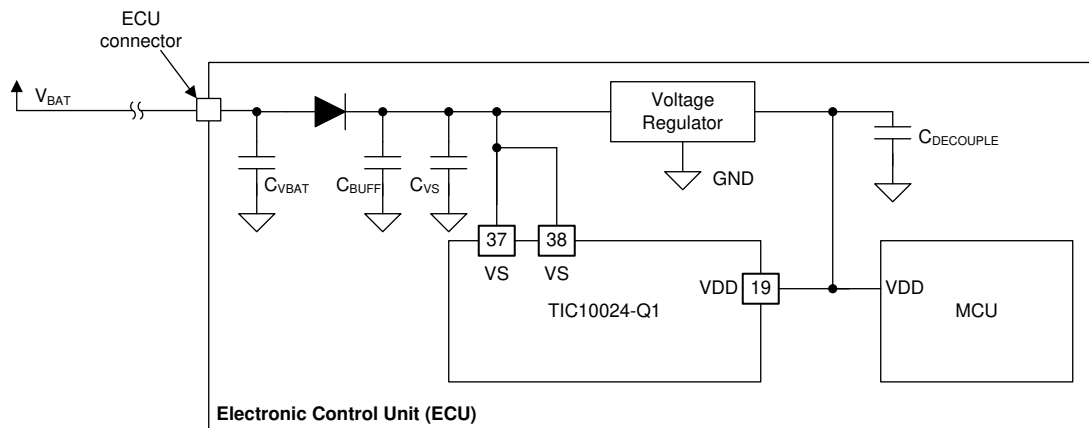 ECU
connector
VBAT
Voltage
Regulator
CDECOUPLE
CVBAT
CBUFF
CVS
GND
37
38
VS
VS
VDD
19
VDD
TIC10024-Q1
MCU
Electronic Control Unit (ECU)